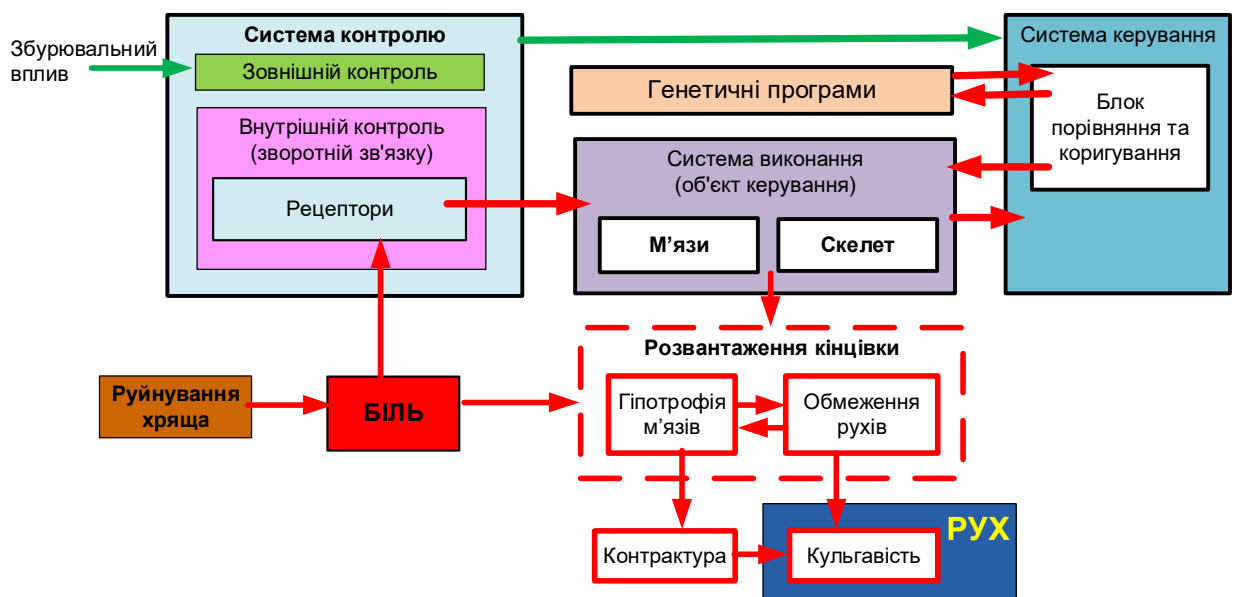 Збурювальний
вплив
Система контролю
Зовнішній контроль
Внутрішній контроль
(зворотній зв'язку)
Рецептори
Генетичні програми
Система керування
Блок
порівняння та
коригування
Система виконання
(об'єкт керування)
М'язи
Скелет
Руйнування
хряща
БІЛЬ
Розвантаження кінцівки
Гіпотрофія
м'язів
Обмеження
рухів
Контрактура
Кульгавість
РУХ